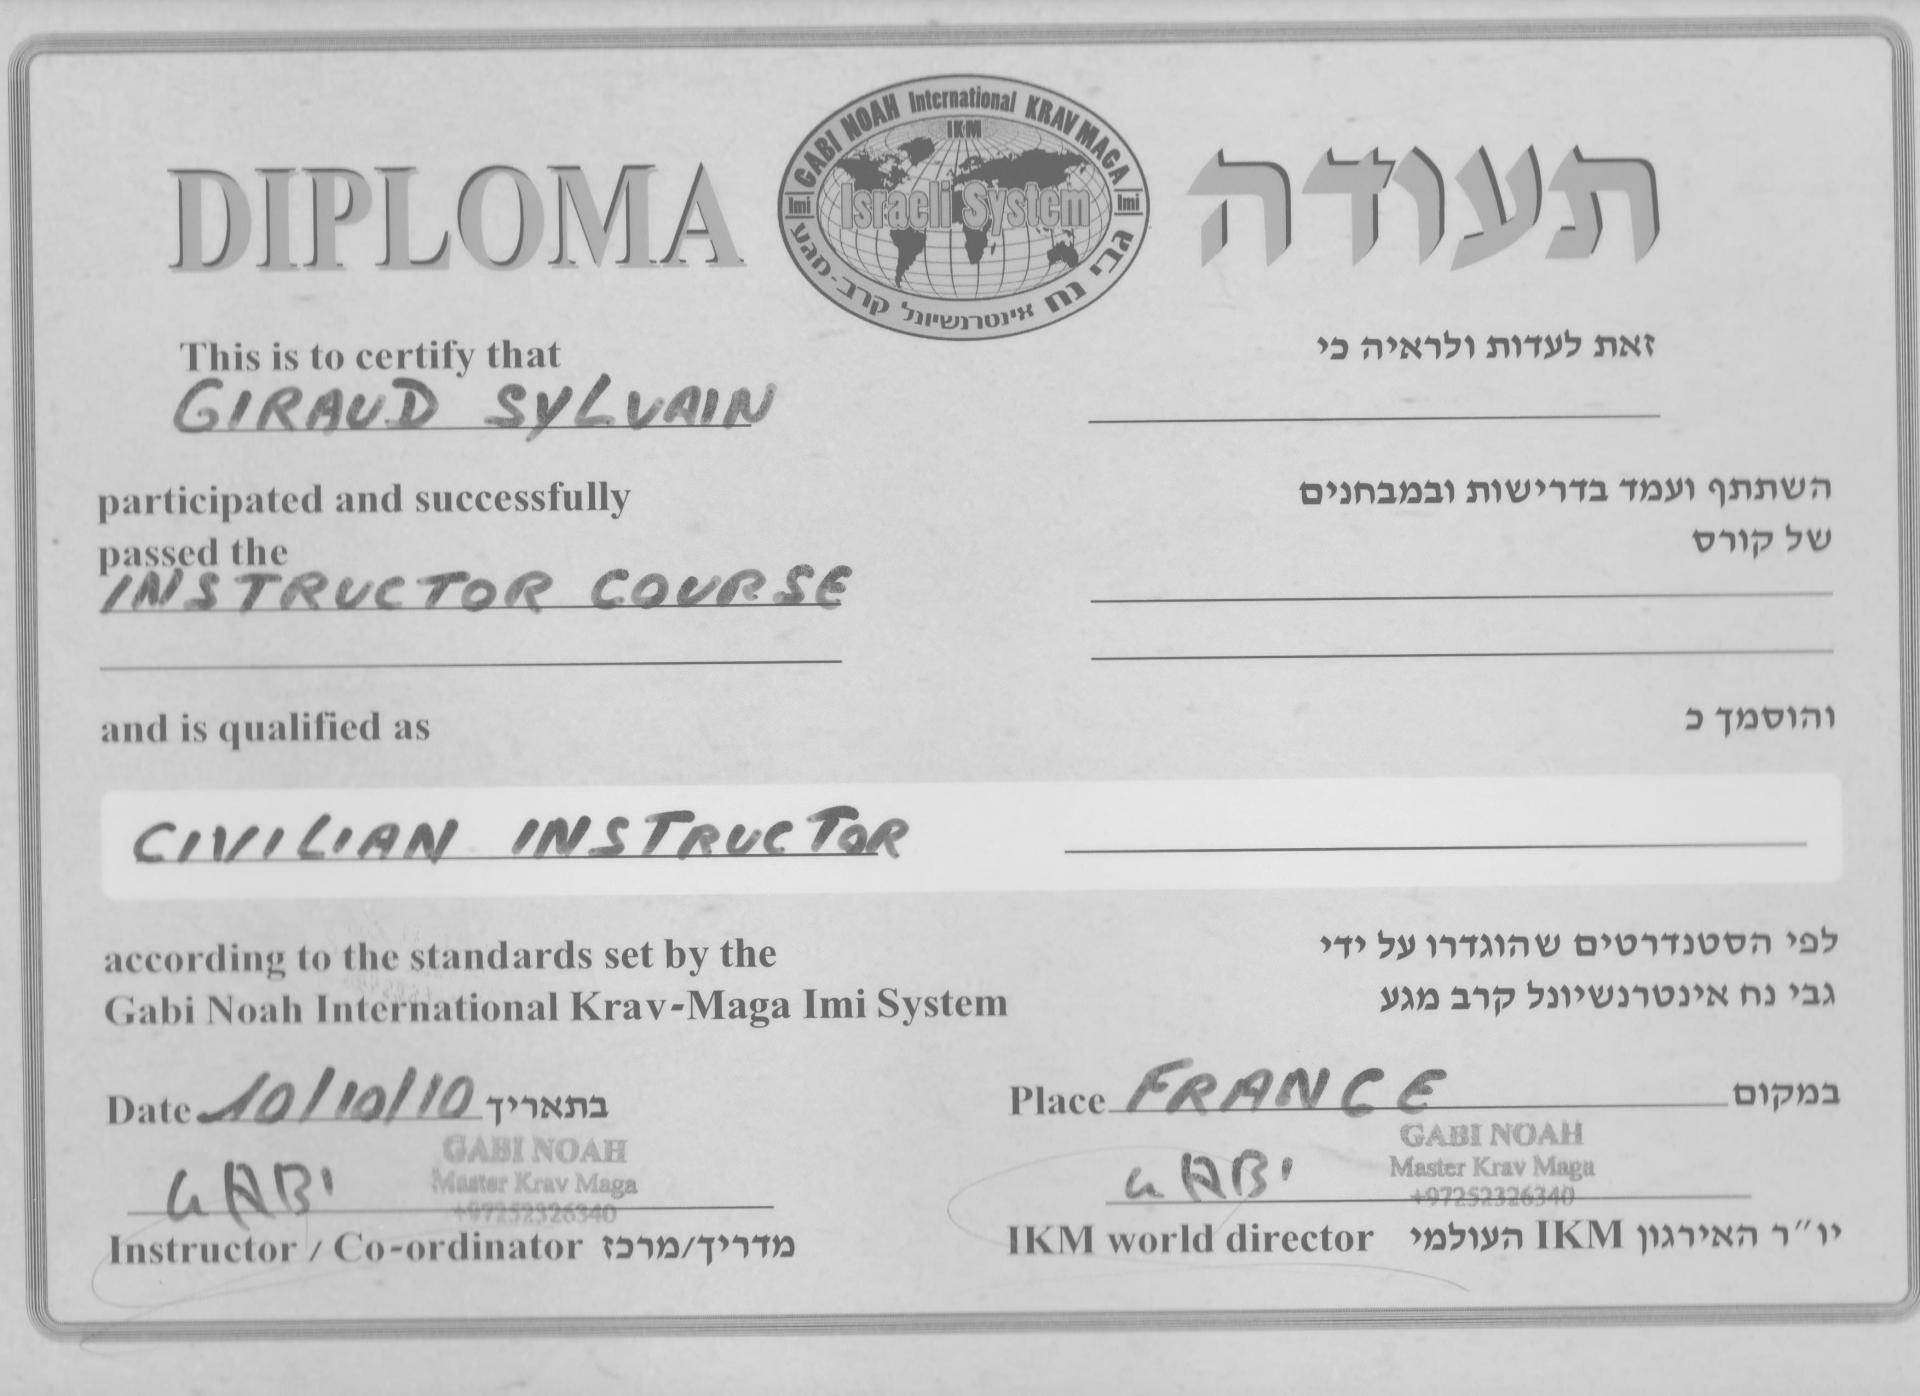 GABI NOAH International KRAV MAGA
IKM
Israeli System
Imi
Imi
גבי נח אינטרנשיונל קרב-מגע
DIPLOMA
תעודה
This is to certify that
זאת לעדות ולראיה כי
GIRAUD SYLVAIN
participated and successfully
השתתף ועמד בדרישות ובמבחנים
passed the
של קורס
INSTRUCTOR COURSE
and is qualified as
והוסמך כ
CIVILIAN INSTRUCTOR
according to the standards set by the
לפי הסטנדרטים שהוגדרו על ידי
Gabi Noah International Krav-Maga Imi System
גבי נח אינטרנשיונל קרב מגע
Date 10/10/10 בתאריך
Place FRANCE במקום
GABI NOAH
Master Krav Maga
+97252326340
GABI
GABI NOAH
Master Krav Maga
+97252326340
GABI
Instructor / Co-ordinator מדריך/מרכז
IKM world director יו״ר האירגון IKM העולמי